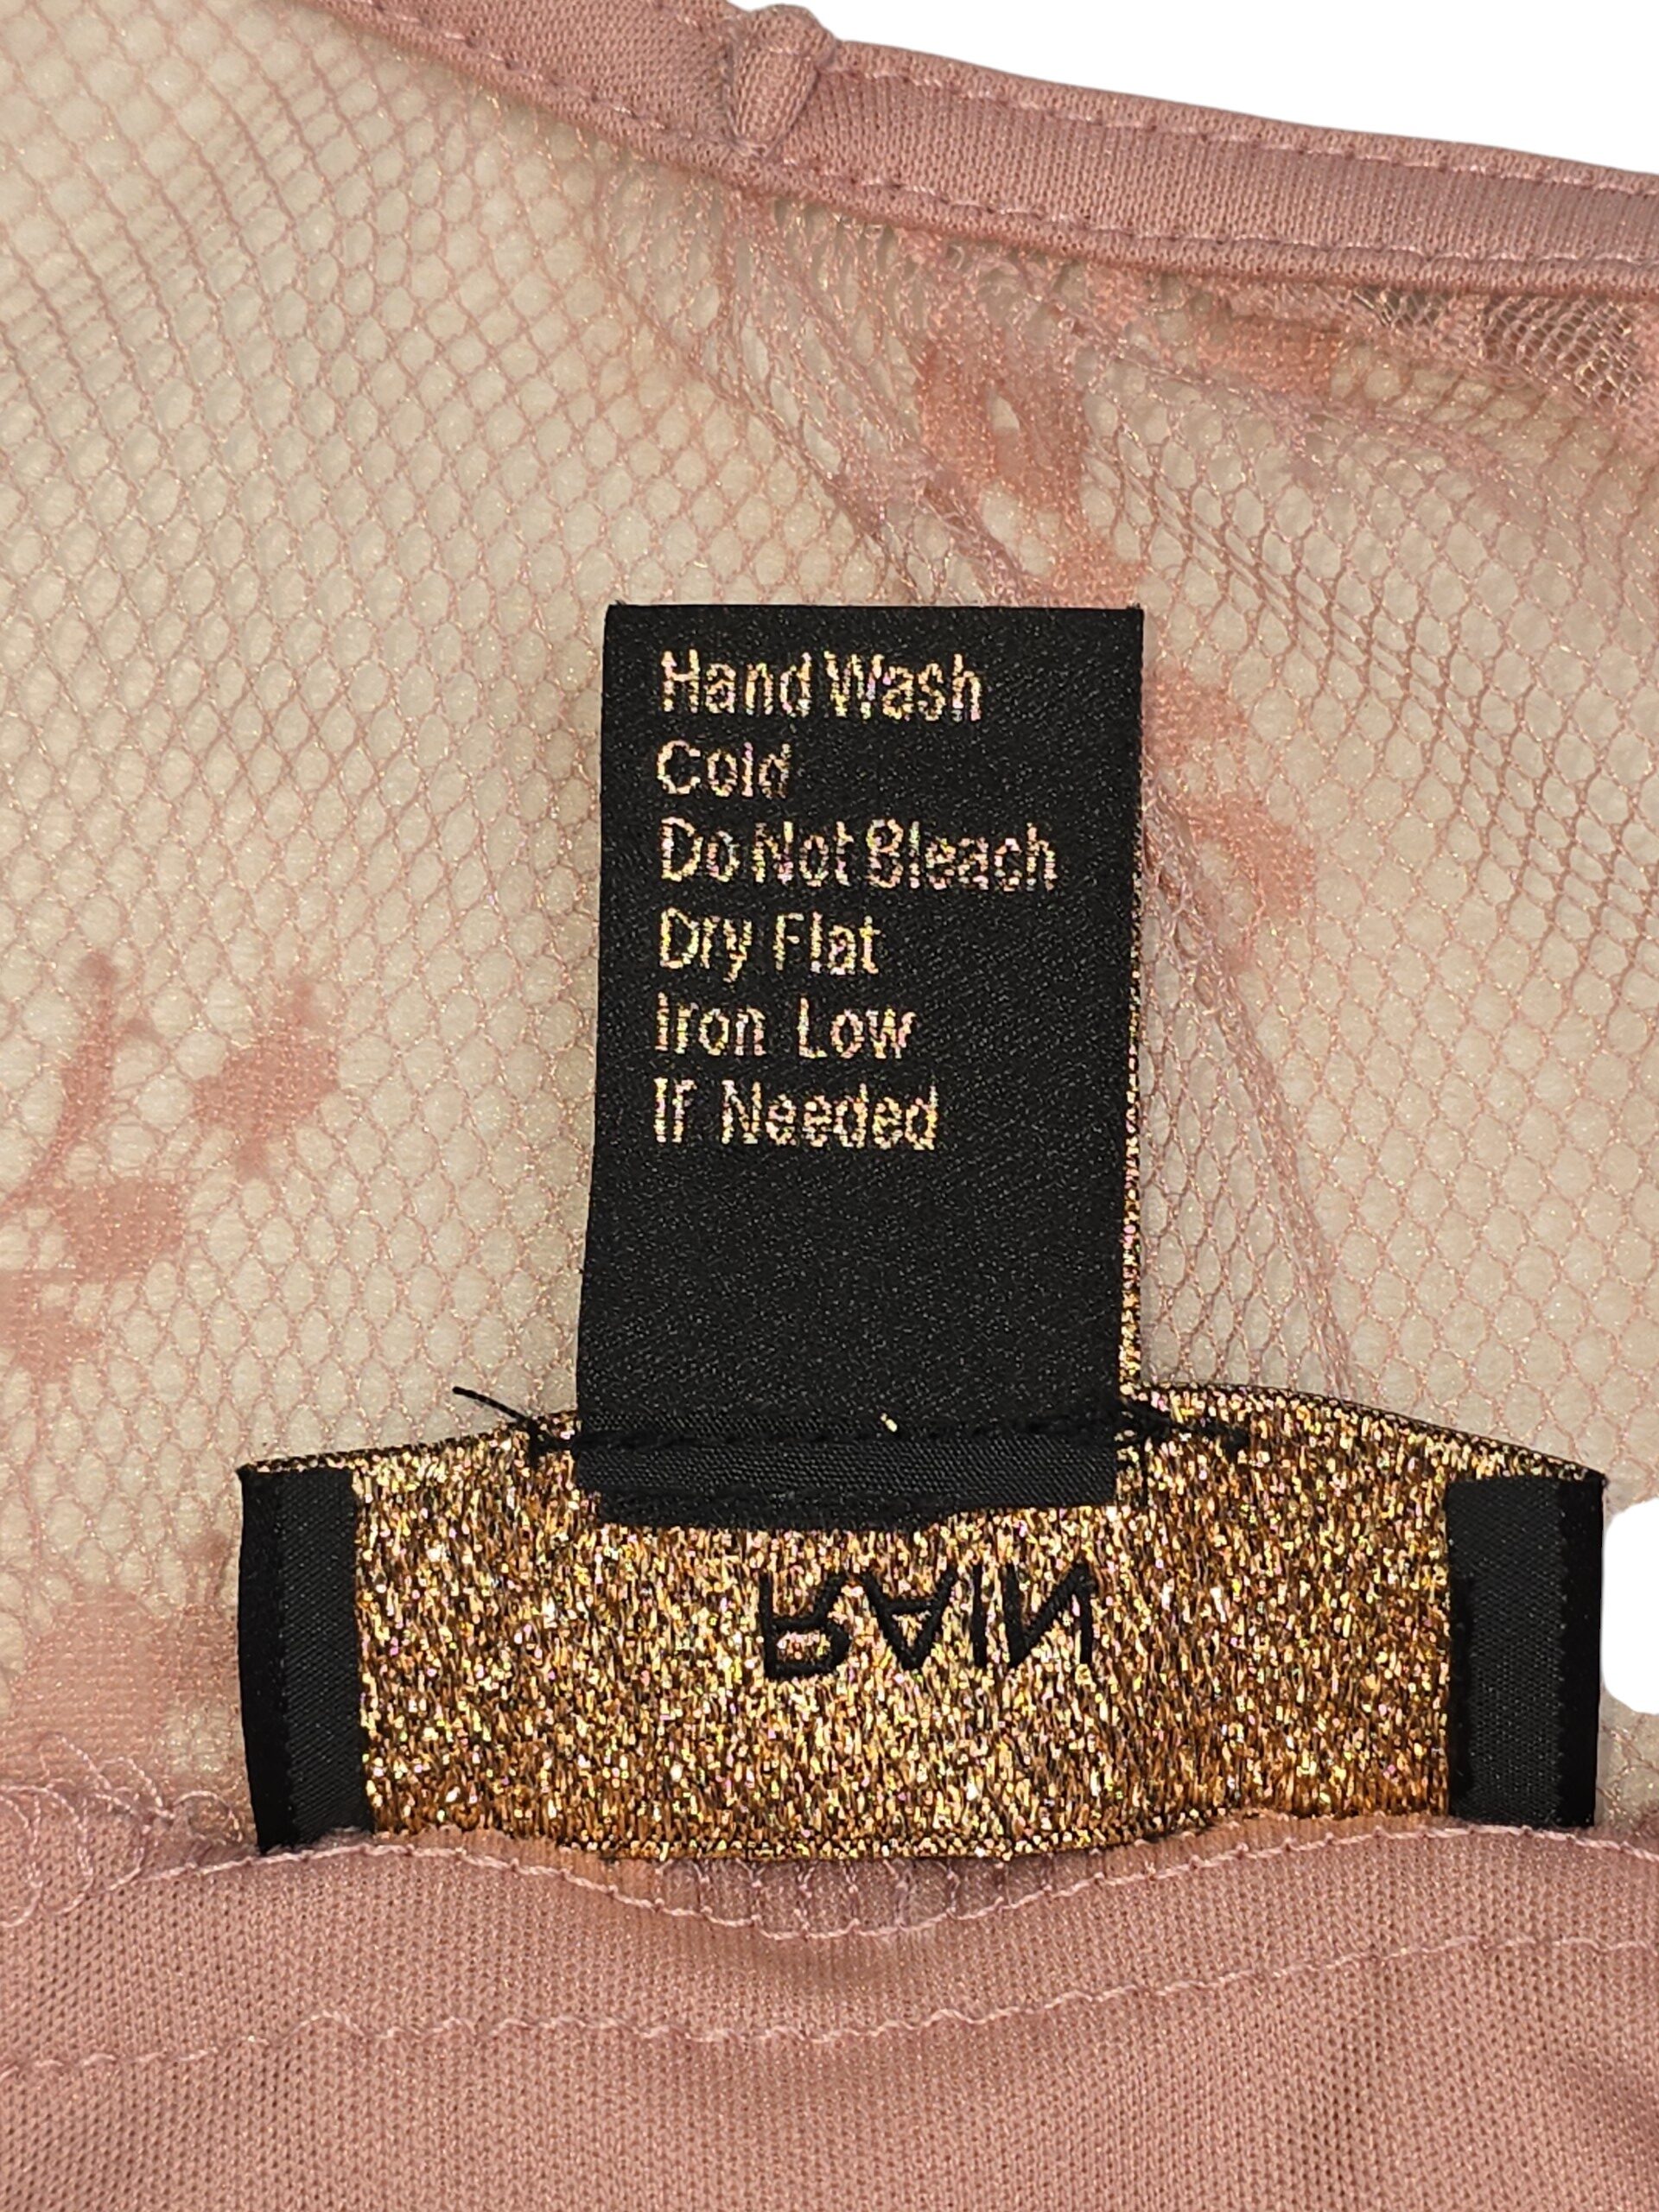 Hand Wash
Cold
Do Not Bleach
Dry Flat
Iron Low
If Needed
RAIN